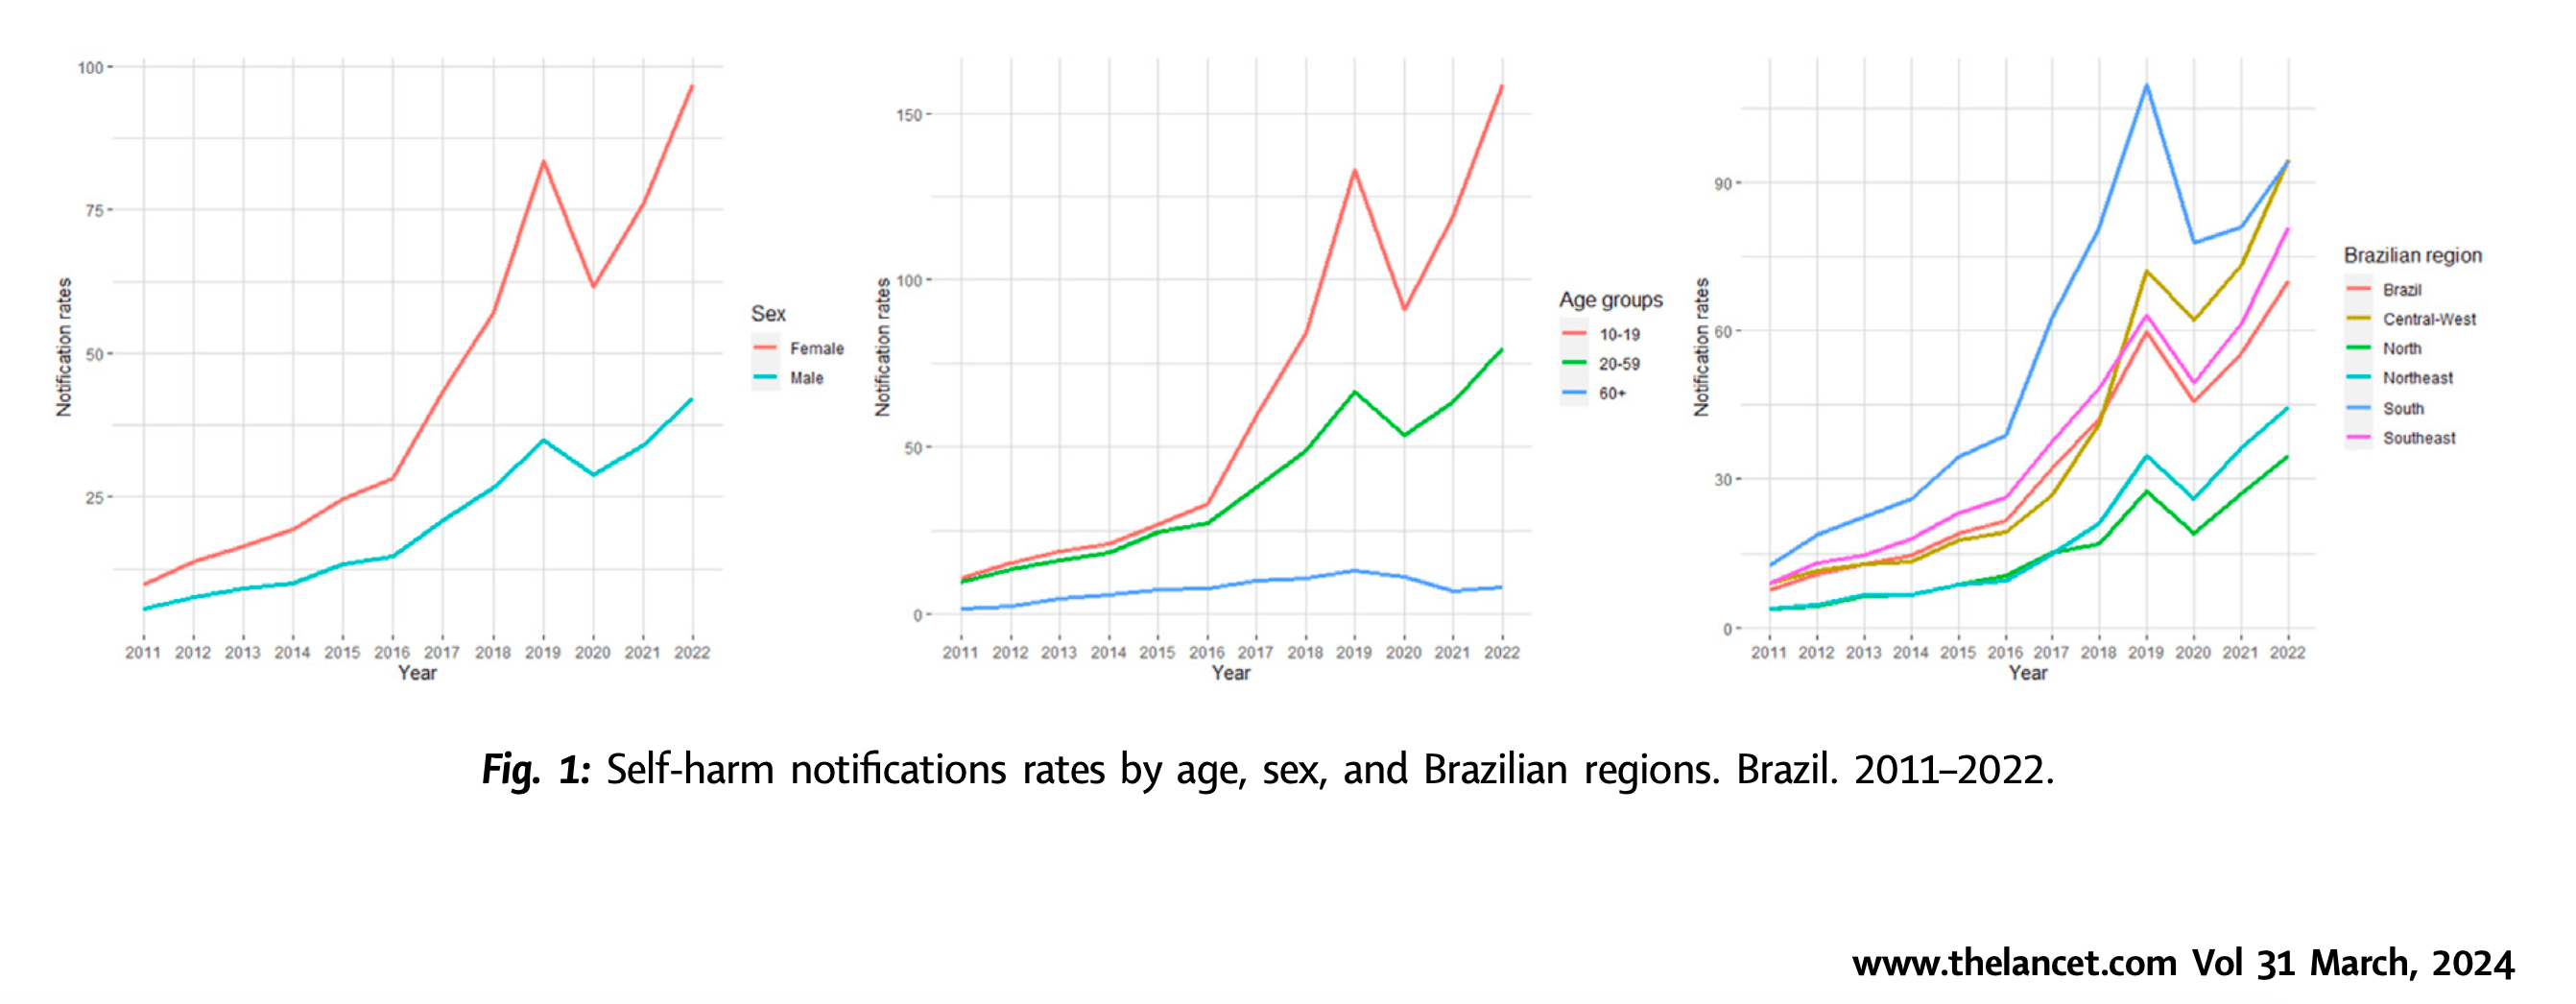 100
75
50
25
Notification rates
2011 2012 2013 2014 2015 2016 2017 2018 2019 2020 2021 2022
Year
Sex
Female
Male
150
100
50
0
Notification rates
2011 2012 2013 2014 2015 2016 2017 2018 2019 2020 2021 2022
Year
Age groups
10-19
20-59
60+
90
60
30
0
Notification rates
2011 2012 2013 2014 2015 2016 2017 2018 2019 2020 2021 2022
Year
Brazilian region
Brazil
Central-West
North
Northeast
South
Southeast
Fig. 1: Self-harm notifications rates by age, sex, and Brazilian regions. Brazil. 2011–2022.
www.thelancet.com Vol 31 March, 2024